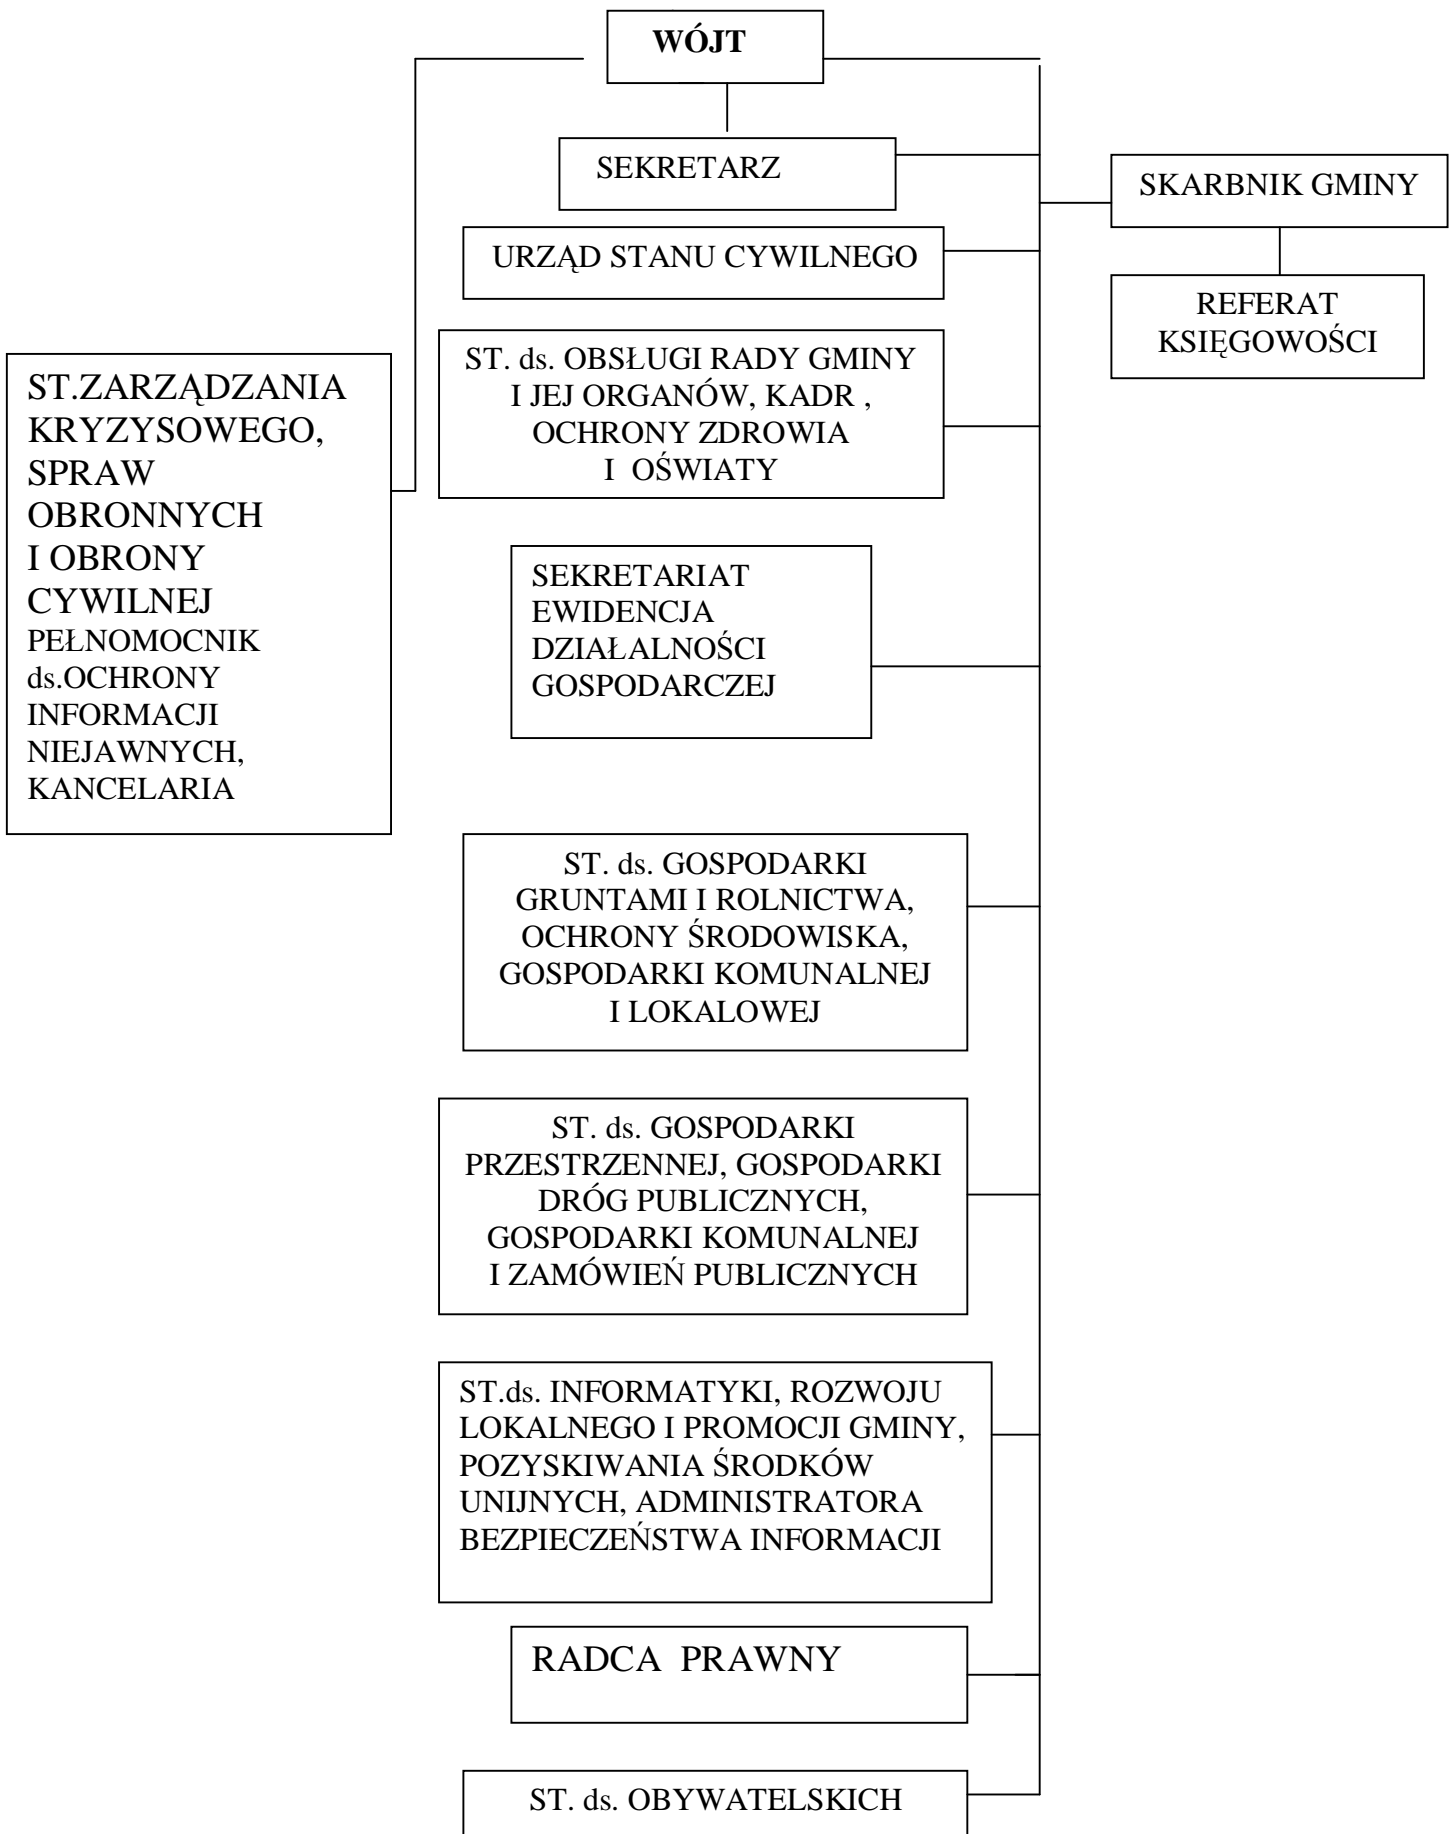 WÓJT
SEKRETARZ
SKARBNIK GMINY
URZĄD STANU CYWILNEGO
REFERAT
KSIĘGOWOŚCI
ST. ds. OBSŁUGI RADY GMINY
I JEJ ORGANÓW, KADR ,
OCHRONY ZDROWIA
I OŚWIATY
ST.ZARZĄDZANIA
KRYZYSOWEGO,
SPRAW
OBRONNYCH
I OBRONY
CYWILNEJ
PEŁNOMOCNIK
ds.OCHRONY
INFORMACJI
NIEJAWNYCH,
KANCELARIA
SEKRETARIAT
EWIDENCJA
DZIAŁALNOŚCI
GOSPODARCZEJ
ST. ds. GOSPODARKI
GRUNTAMI I ROLNICTWA,
OCHRONY ŚRODOWISKA,
GOSPODARKI KOMUNALNEJ
I LOKALOWEJ
ST. ds. GOSPODARKI
PRZESTRZENNEJ, GOSPODARKI
DRÓG PUBLICZNYCH,
GOSPODARKI KOMUNALNEJ
I ZAMÓWIEŃ PUBLICZNYCH
ST.ds. INFORMATYKI, ROZWOJU
LOKALNEGO I PROMOCJI GMINY,
POZYSKIWANIA ŚRODKÓW
UNIJNYCH, ADMINISTRATORA
BEZPIECZEŃSTWA INFORMACJI
RADCA PRAWNY
ST. ds. OBYWATELSKICH